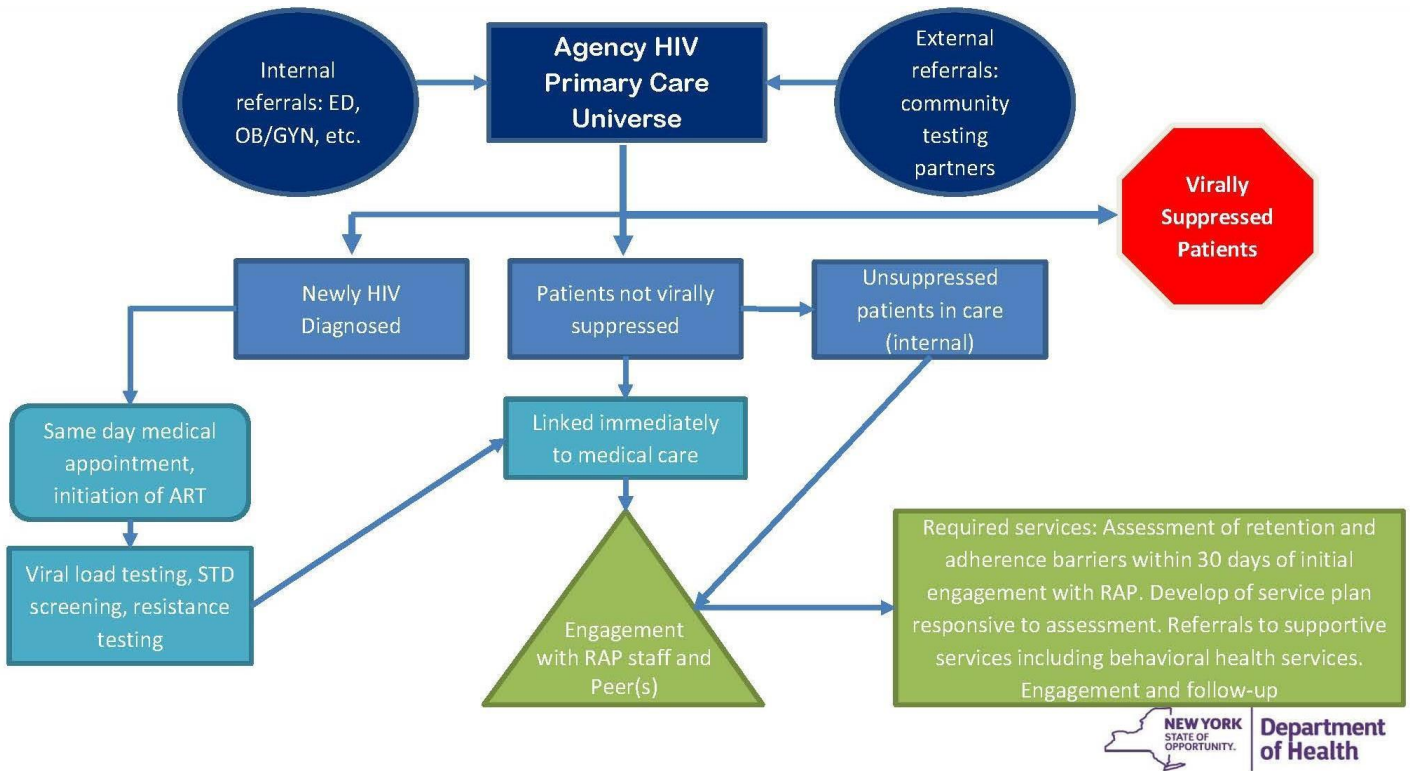 Internal
referrals: ED,
OB/GYN, etc.
Agency HIV
Primary Care
Universe
External
referrals:
community
testing
partners
Virally
Suppressed
Patients
Newly HIV
Diagnosed
Patients not virally
suppressed
Unsuppressed
patients in care
(internal)
Same day medical
appointment,
initiation of ART
Linked immediately
to medical care
Viral load testing, STD
screening, resistance
testing
Engagement
with RAP staff and
Peer(s)
Required services: Assessment of retention and
adherence barriers within 30 days of initial
engagement with RAP. Develop of service plan
responsive to assessment. Referrals to supportive
services including behavioral health services.
Engagement and follow-up
NEW YORK
STATE OF
OPPORTUNITY.
Department
of Health